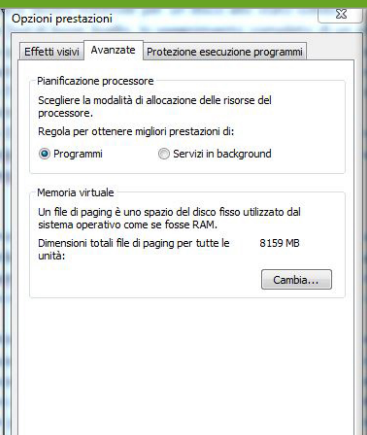 Opzioni prestazioni
Effetti visivi Avanzate Protezione esecuzione programmi
Pianificazione processore
Scegliere la modalità di allocazione delle risorse del
processore.
Regola per ottenere migliori prestazioni di:
Programmi Servizi in background
Memoria virtuale
Un file di paging è uno spazio del disco fisso utilizzato dal
sistema operativo come se fosse RAM.
Dimensioni totali file di paging per tutte le 8159 MB
unità:
Cambia...